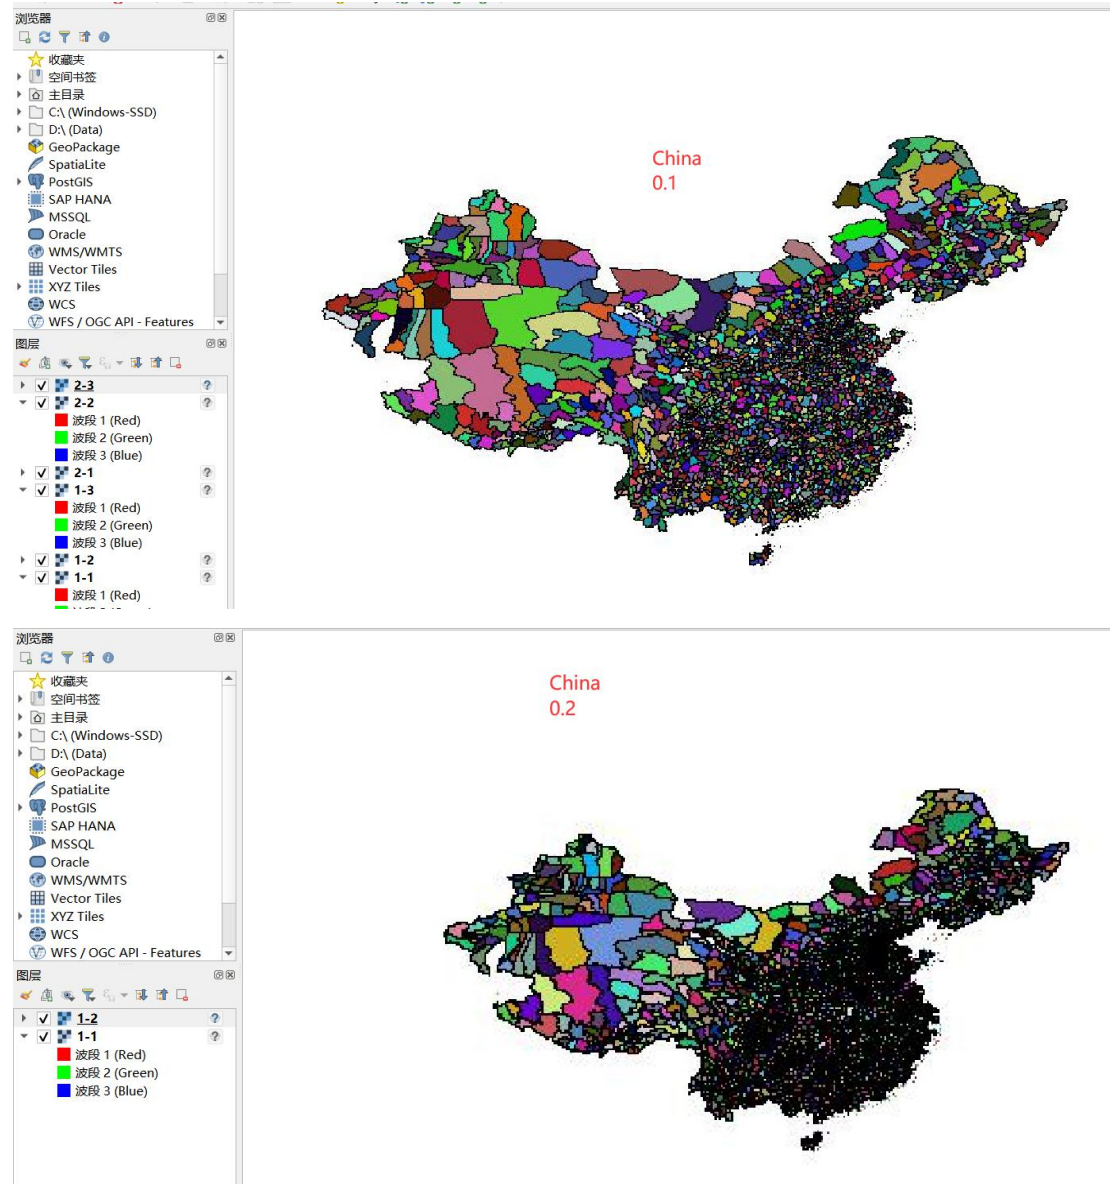 浏览器
收藏夹
空间书签
主目录
C:\ (Windows-SSD)
D:\ (Data)
GeoPackage
SpatiaLite
PostGIS
SAP HANA
MSSQL
Oracle
WMS/WMTS
Vector Tiles
XYZ Tiles
WCS
WFS / OGC API - Features
图层
2-3
2-2
波段 1 (Red)
波段 2 (Green)
波段 3 (Blue)
2-1
1-3
波段 1 (Red)
波段 2 (Green)
波段 3 (Blue)
1-2
1-1
波段 1 (Red)
China
0.1
浏览器
收藏夹
空间书签
主目录
C:\ (Windows-SSD)
D:\ (Data)
GeoPackage
SpatiaLite
PostGIS
SAP HANA
MSSQL
Oracle
WMS/WMTS
Vector Tiles
XYZ Tiles
WCS
WFS / OGC API - Features
图层
1-2
1-1
波段 1 (Red)
波段 2 (Green)
波段 3 (Blue)
China
0.2